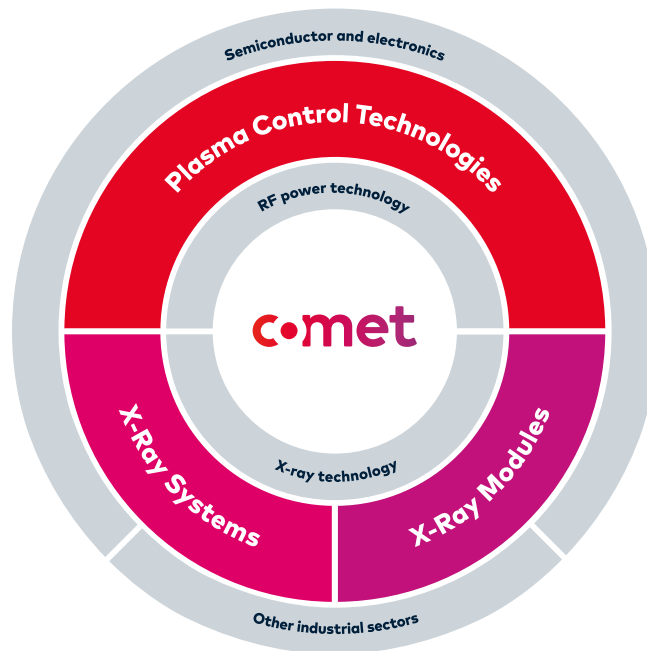 Semiconductor and electronics
Plasma Control Technologies
RF power technology
comet
X-ray technology
X-Ray Systems
X-Ray Modules
Other industrial sectors